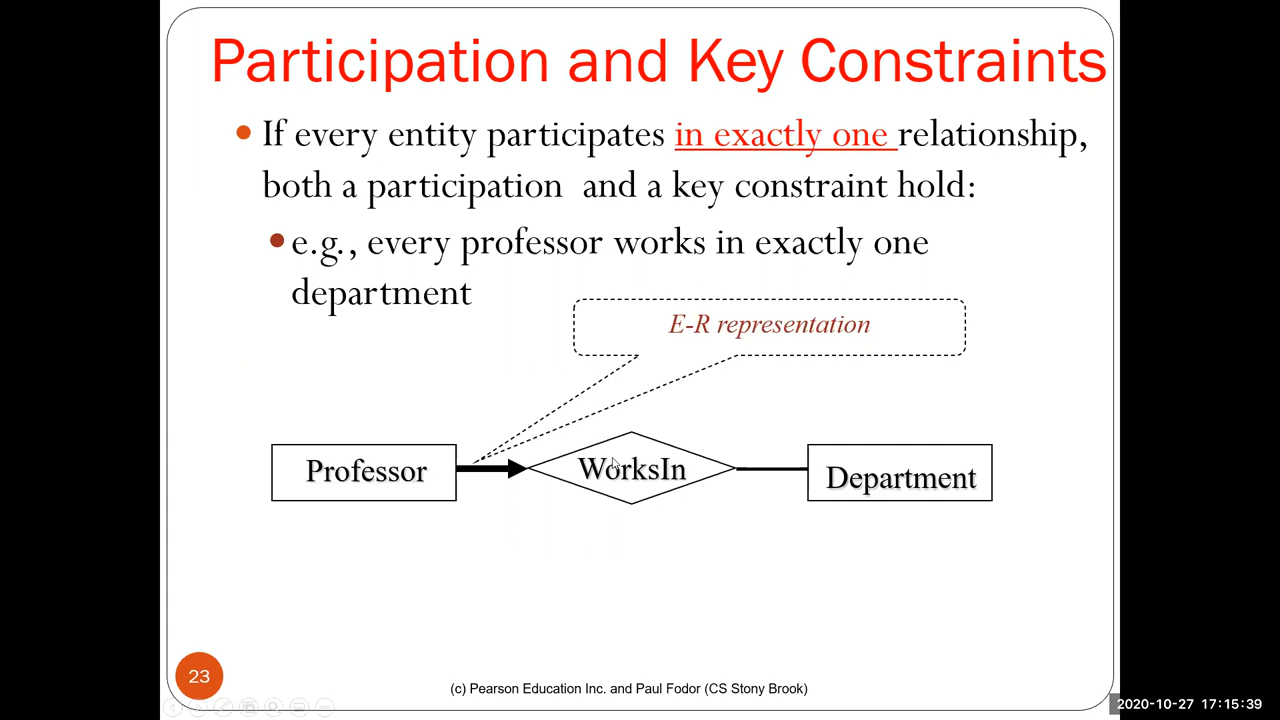 Participation and Key Constraints
If every entity participates in exactly one relationship,
both a participation and a key constraint hold:
e.g., every professor works in exactly one
department
E-R representation
Professor
WorksIn
Department
23
(c) Pearson Education Inc. and Paul Fodor (CS Stony Brook)
2020-10-27 17:15:39